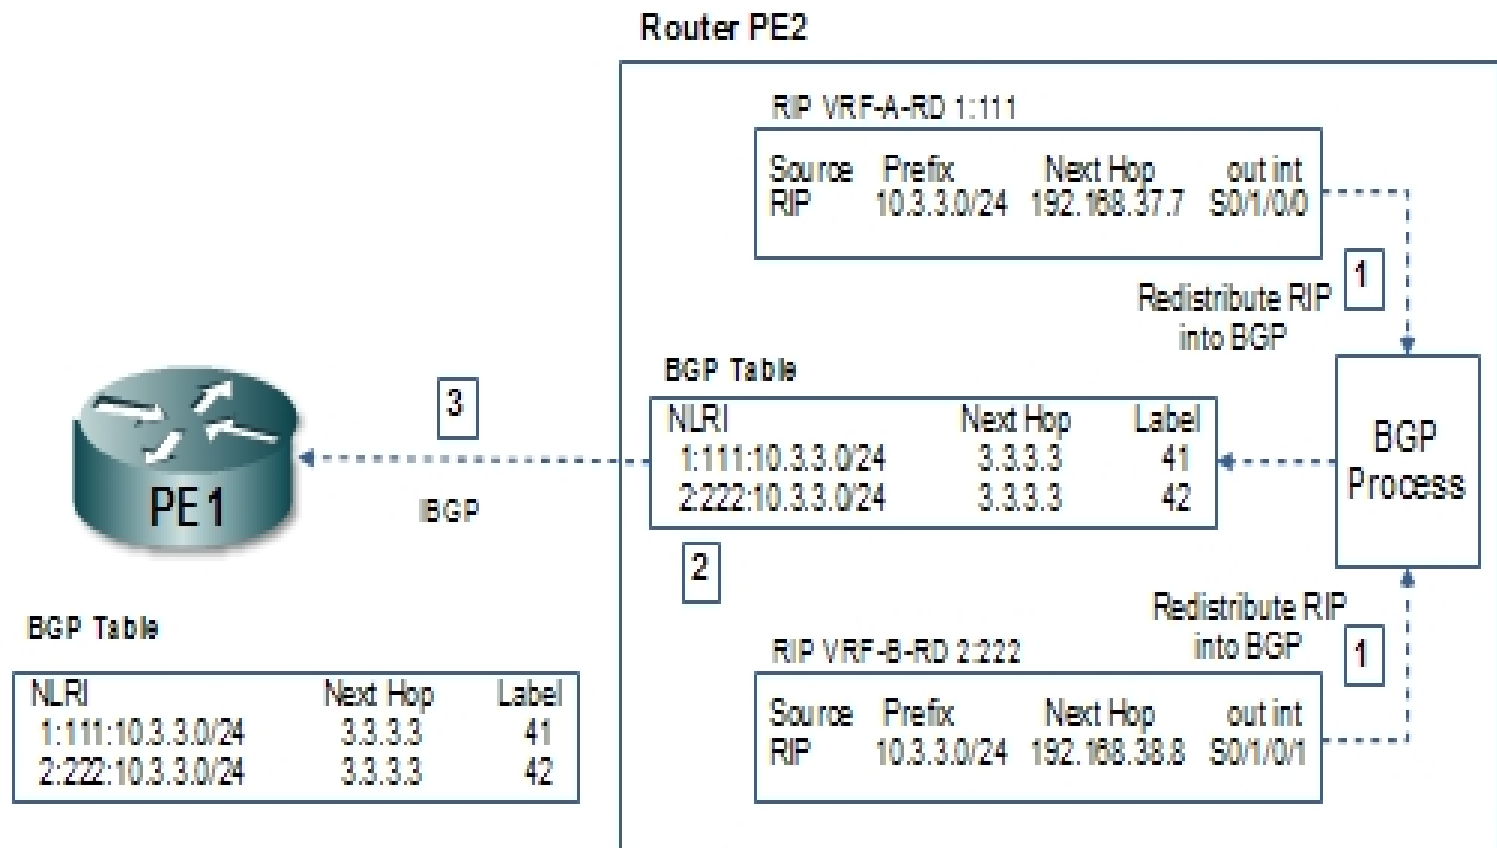 Router PE2
RIP VRF-A-RD 1:111
Source Prefix Next Hop out int
RIP 10.3.3.0/24 192.168.37.7 S0/1/0/0
1
Redistribute RIP
into BGP
BGP Table
NLRI Next Hop Label
1:111:10.3.3.0/24 3.3.3.3 41
2:222:10.3.3.0/24 3.3.3.3 42
BGP
Process
3
PE1
IBGP
2
Redistribute RIP
into BGP
1
RIP VRF-B-RD 2:222
Source Prefix Next Hop out int
RIP 10.3.3.0/24 192.168.38.8 S0/1/0/1
BGP Table
NLRI Next Hop Label
1:111:10.3.3.0/24 3.3.3.3 41
2:222:10.3.3.0/24 3.3.3.3 42